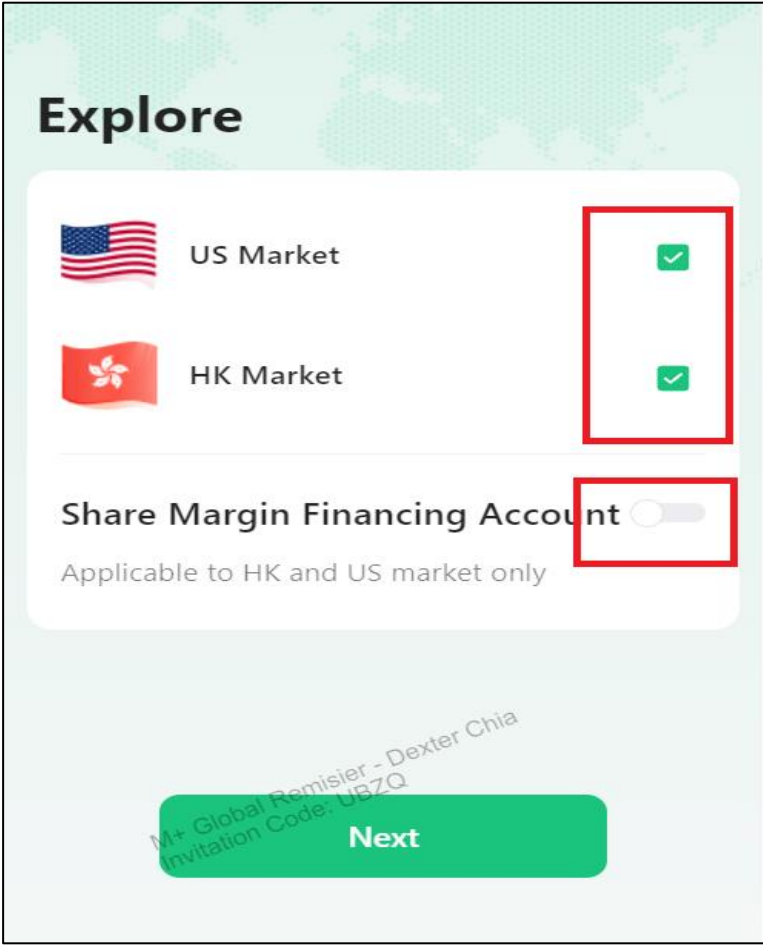 Explore
US Market
HK Market
Share Margin Financing Account
Applicable to HK and US market only
M+ Global Remisier - Dexter Chia
Invitation Code: UBZQ
Next